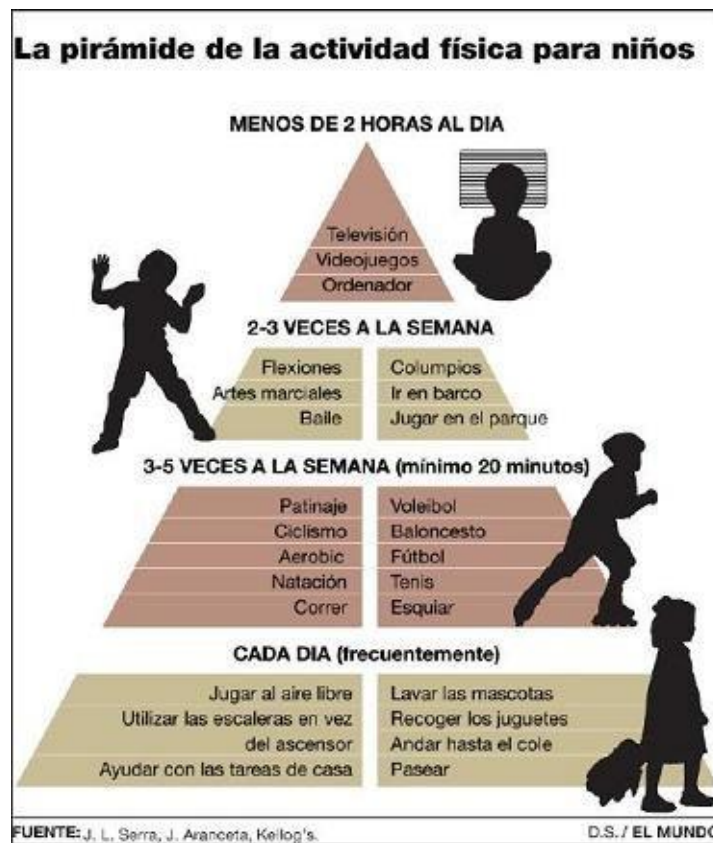 La pirámide de la actividad física para niños
MENOS DE 2 HORAS AL DIA
Televisión
Videojuegos
Ordenador
2-3 VECES A LA SEMANA
Flexiones
Artes marciales
Baile
Columpios
Ir en barco
Jugar en el parque
3-5 VECES A LA SEMANA (mínimo 20 minutos)
Patinaje
Ciclismo
Aerobic
Natación
Correr
Voleibol
Baloncesto
Fútbol
Tenis
Esquiar
CADA DIA (frecuentemente)
Jugar al aire libre
Utilizar las escaleras en vez
del ascensor
Ayudar con las tareas de casa
Lavar las mascotas
Recoger los juguetes
Andar hasta el cole
Pasear
FUENTE: J. L. Serra, J. Aranceta, Kellog's.
D.S. / EL MUNDO